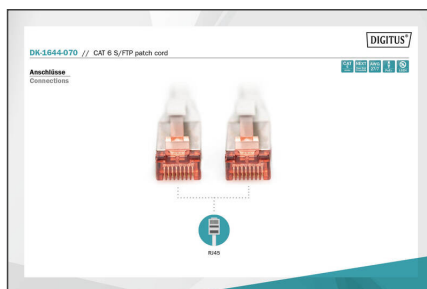 DIGITUS®
DK-1644-070 // CAT 6 S/FTP patch cord
Anschlüsse
Connections
RJ45